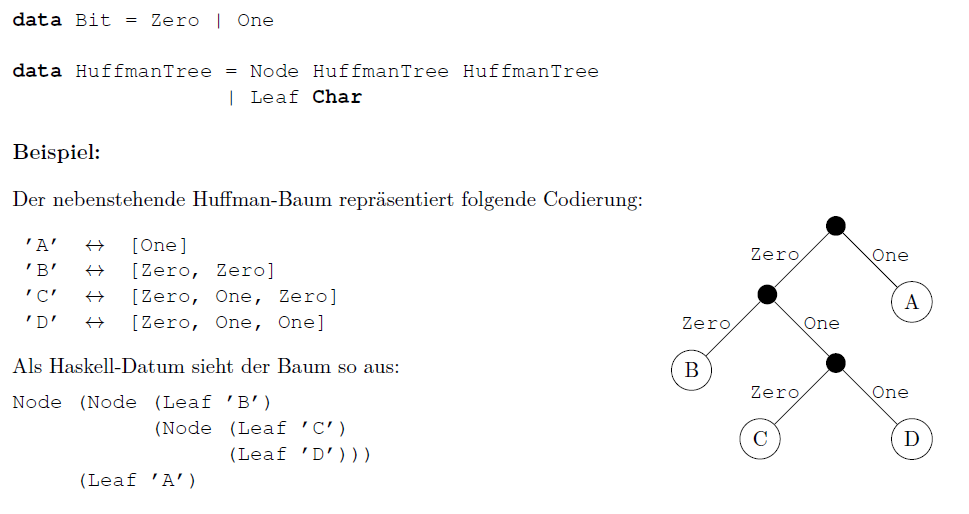 data Bit = Zero | One
data HuffmanTree = Node HuffmanTree HuffmanTree
| Leaf Char
Beispiel:
Der nebenstehende Huffman-Baum repräsentiert folgende Codierung:
'A' ↔ [One]
'B' ↔ [Zero, Zero]
'C' ↔ [Zero, One, Zero]
'D' ↔ [Zero, One, One]
Als Haskell-Datum sieht der Baum so aus:
Node (Node (Leaf 'B')
(Node (Leaf 'C')
(Leaf 'D')))
(Leaf 'A')
Zero One
A
Zero One
B
Zero One
C D